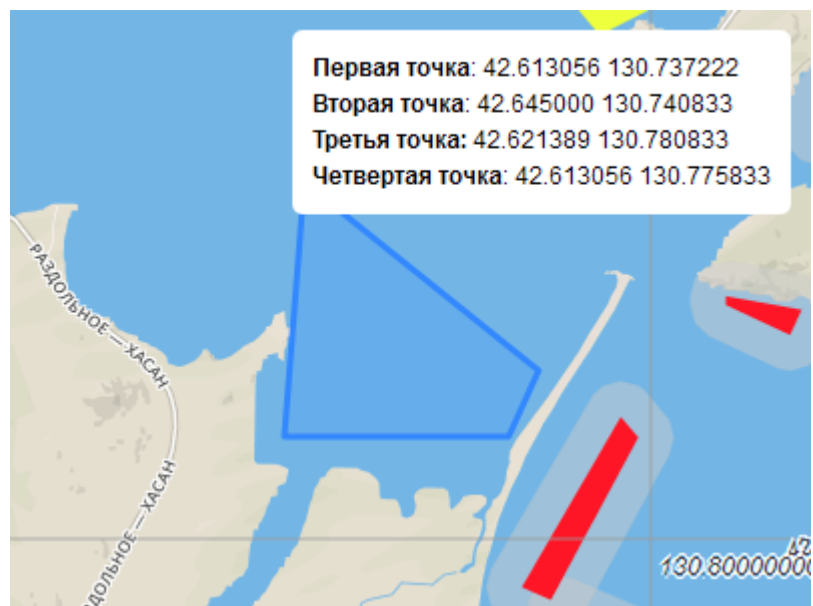 Первая точка: 42.613056 130.737222
Вторая точка: 42.645000 130.740833
Третья точка: 42.621389 130.780833
Четвертая точка: 42.613056 130.775833
РАЗДОЛЬНОЕ — ХАСАН
РАЗДОЛЬНОЕ — ХАСАН
42
130.80000000